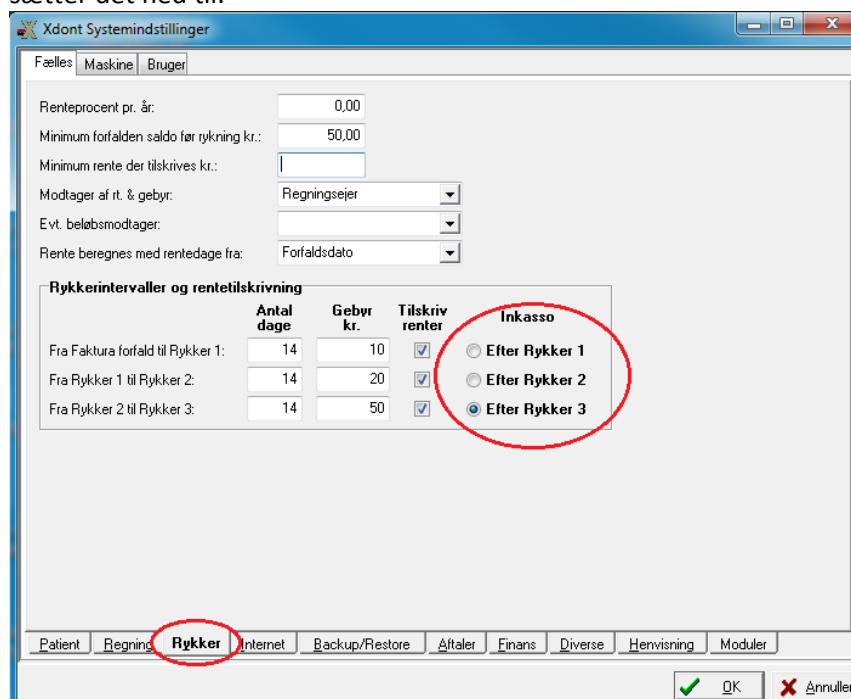 sætter det ned til.
Xdont Systemindstillinger
Fælles Maskine Bruger
Renteprocent pr. år: 0,00
Minimum forfalden saldo før rykning kr.: 50,00
Minimum rente der tilskrives kr.:
Modtager af rt. & gebyr: Regningsejer
Evt. beløbsmodtager:
Rente beregnes med rentedage fra: Forfaldsdato
Rykkerintervaller og rentetilskrivning
Antal dage Gebyr kr. Tilskriv renter Inkasso
Fra Faktura forfald til Rykker 1: 14 10 Efter Rykker 1
Fra Rykker 1 til Rykker 2: 14 20 Efter Rykker 2
Fra Rykker 2 til Rykker 3: 14 50 Efter Rykker 3
Patient Regning Rykker Internet Backup/Restore Aftaler Finans Diverse Henvisning Moduler
OK Annuller